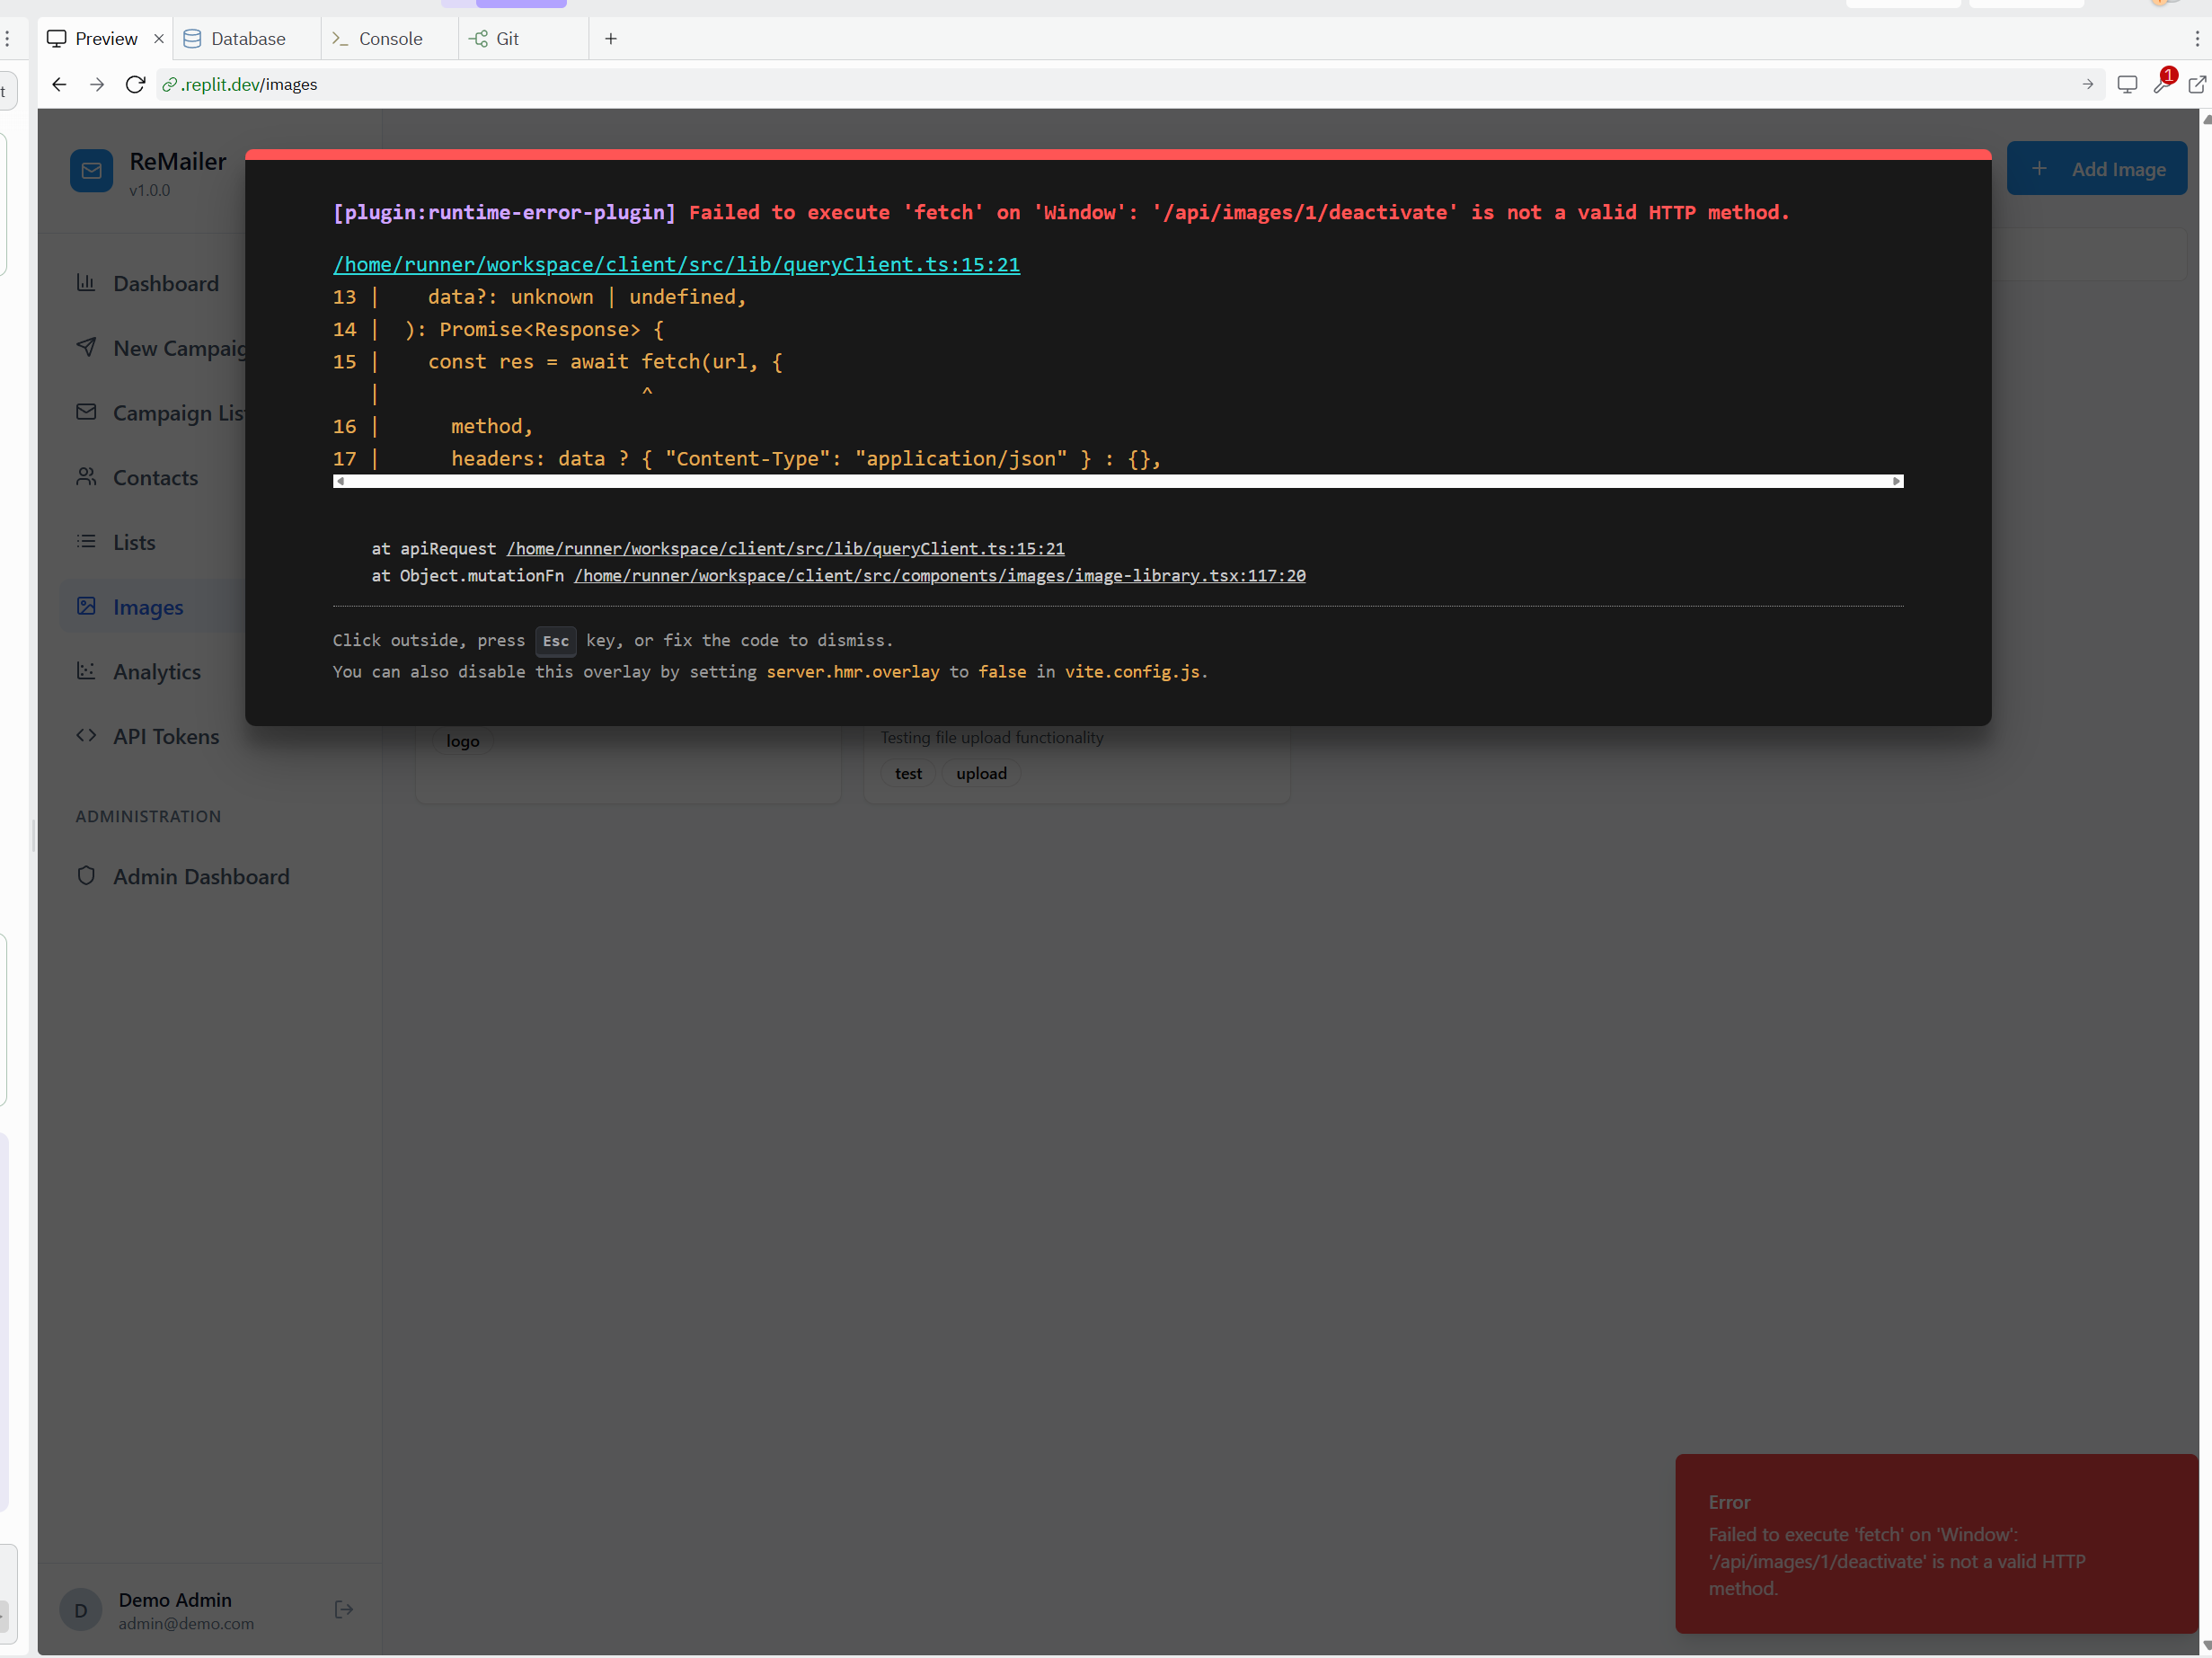 Preview
Database
Console
Git
t
.replit.dev/images
1
ReMailer
v1.0.0
Add Image
[plugin:runtime-error-plugin] Failed to execute 'fetch' on 'Window': '/api/images/1/deactivate' is not a valid HTTP method.
/home/runner/workspace/client/src/lib/queryClient.ts:15:21
13 |    data?: unknown | undefined,
14 |  ): Promise<Response> {
15 |    const res = await fetch(url, {
   |                      ^
16 |      method,
17 |      headers: data ? { "Content-Type": "application/json" } : {},
at apiRequest /home/runner/workspace/client/src/lib/queryClient.ts:15:21
at Object.mutationFn /home/runner/workspace/client/src/components/images/image-library.tsx:117:20
Click outside, press Esc key, or fix the code to dismiss.
You can also disable this overlay by setting server.hmr.overlay to false in vite.config.js.
Dashboard
New Campaig
Campaign Lis
Contacts
Lists
Images
Analytics
API Tokens
ADMINISTRATION
Admin Dashboard
logo
Testing file upload functionality
test
upload
Error
Failed to execute 'fetch' on 'Window':
'/api/images/1/deactivate' is not a valid HTTP
method.
D
Demo Admin
admin@demo.com